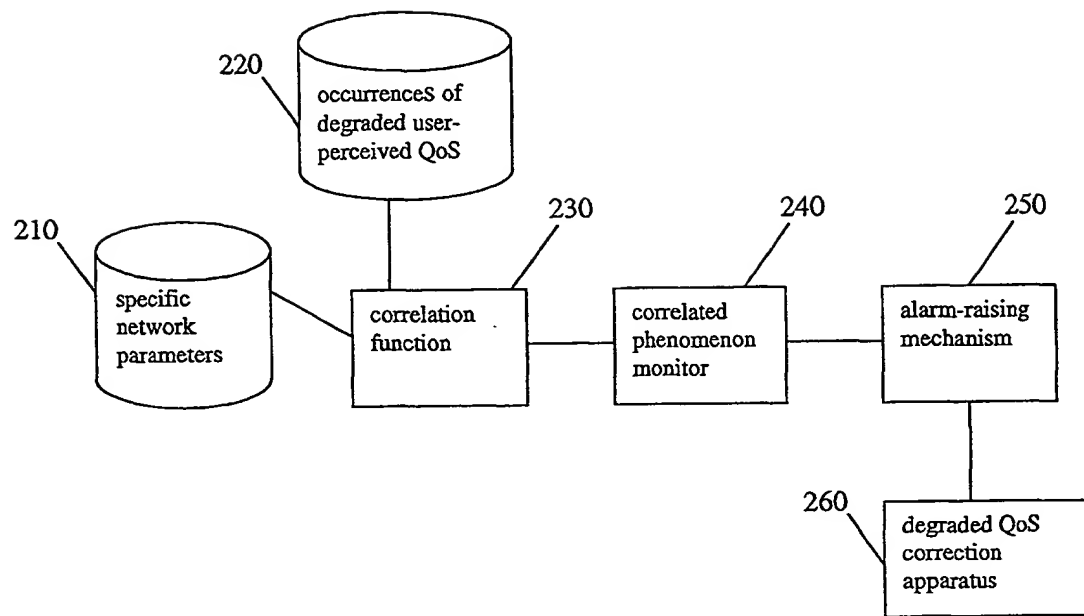 220
occurrences of
degraded user-
perceived QoS
210
specific
network
parameters
230
correlation
function
240
correlated
phenomenon
monitor
250
alarm-raising
mechanism
260
degraded QoS
correction
apparatus